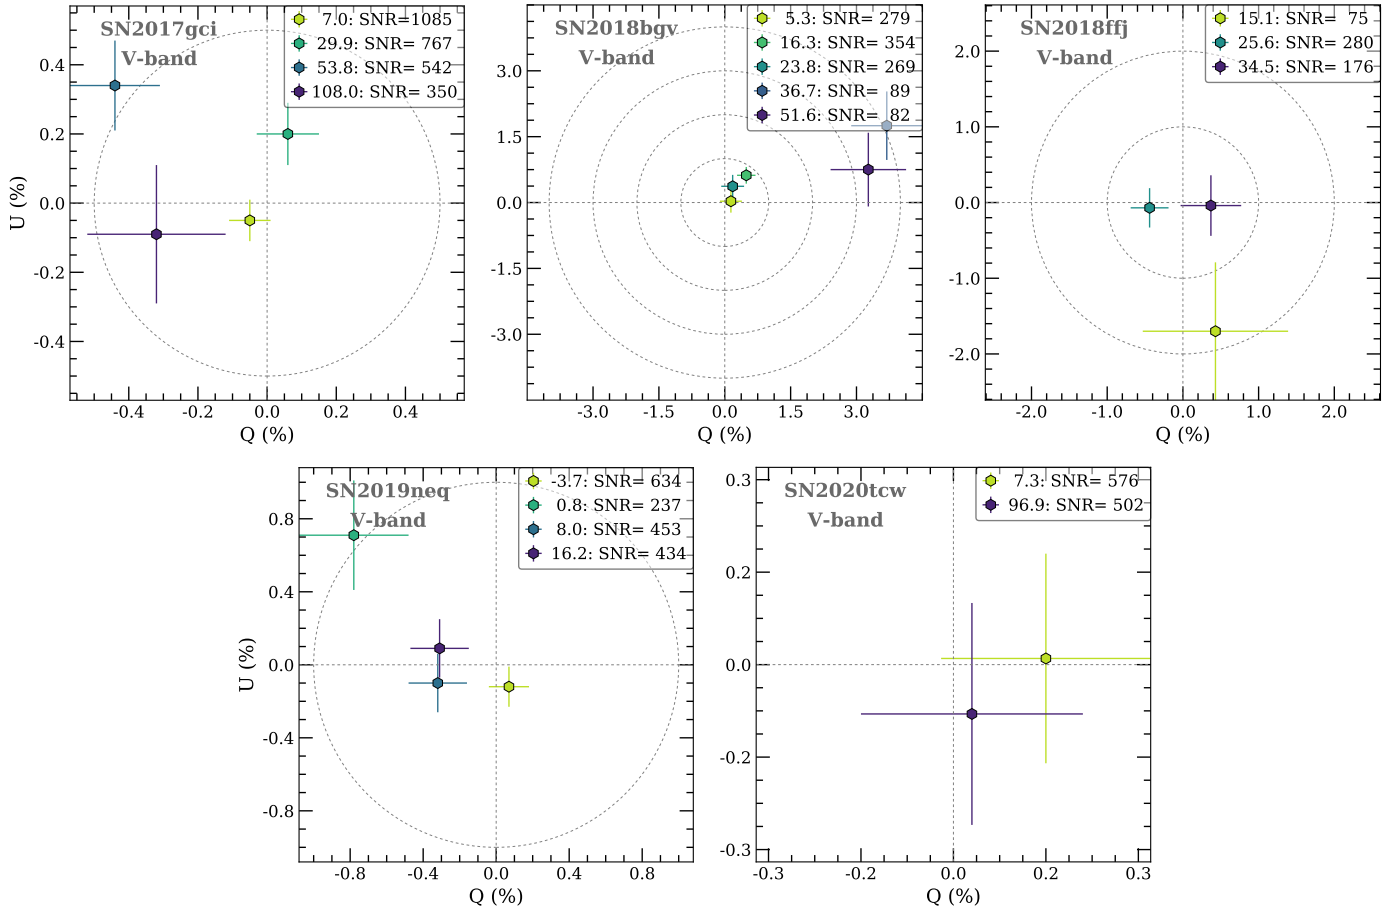 SN2017gci
V-band
7.0: SNR=1085
29.9: SNR= 767
53.8: SNR= 542
108.0: SNR= 350
0.4
0.2
0.0
-0.2
-0.4
U (%)
-0.4
-0.2
0.0
0.2
0.4
Q (%)
SN2018bgv
V-band
5.3: SNR= 279
16.3: SNR= 354
23.8: SNR= 269
36.7: SNR= 89
51.6: SNR= 82
3.0
1.5
0.0
-1.5
-3.0
-3.0
-1.5
0.0
1.5
3.0
Q (%)
SN2018ffj
V-band
15.1: SNR= 75
25.6: SNR= 280
34.5: SNR= 176
2.0
1.0
0.0
-1.0
-2.0
-2.0
-1.0
0.0
1.0
2.0
Q (%)
SN2019neq
V-band
-3.7: SNR= 634
0.8: SNR= 237
8.0: SNR= 453
16.2: SNR= 434
0.8
0.4
0.0
-0.4
-0.8
U (%)
-0.8
-0.4
0.0
0.4
0.8
Q (%)
SN2020tcw
V-band
7.3: SNR= 576
96.9: SNR= 502
0.3
0.2
0.0
-0.2
-0.3
-0.3
-0.2
0.0
0.2
0.3
Q (%)